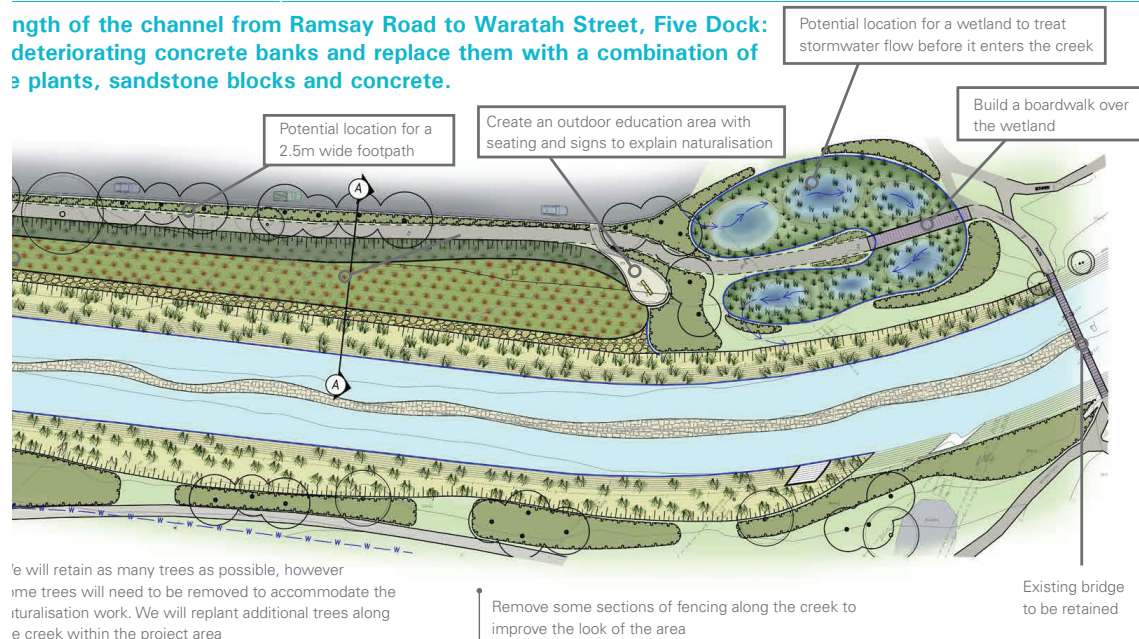 ngth of the channel from Ramsay Road to Waratah Street, Five Dock:
deteriorating concrete banks and replace them with a combination of
e plants, sandstone blocks and concrete.
Potential location for a wetland to treat
stormwater flow before it enters the creek
Build a boardwalk over
the wetland
Create an outdoor education area with
seating and signs to explain naturalisation
Potential location for a
2.5m wide footpath
A
A
W W W W W W W W W
We will retain as many trees as possible, however
ome trees will need to be removed to accommodate the
aturalisation work. We will replant additional trees along
e creek within the project area
Remove some sections of fencing along the creek to
improve the look of the area
Existing bridge
to be retained